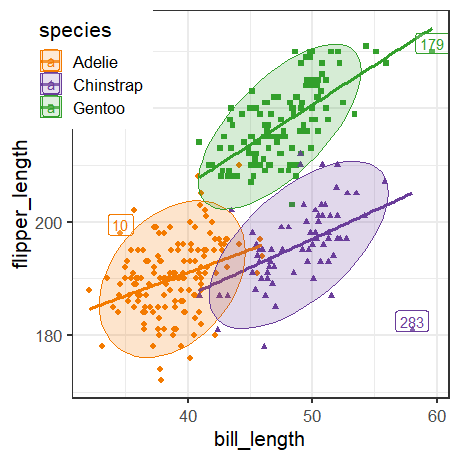 species
a Adelie
a Chinstrap
a Gentoo
179
10
283
flipper_length
200
180
40
50
60
bill_length